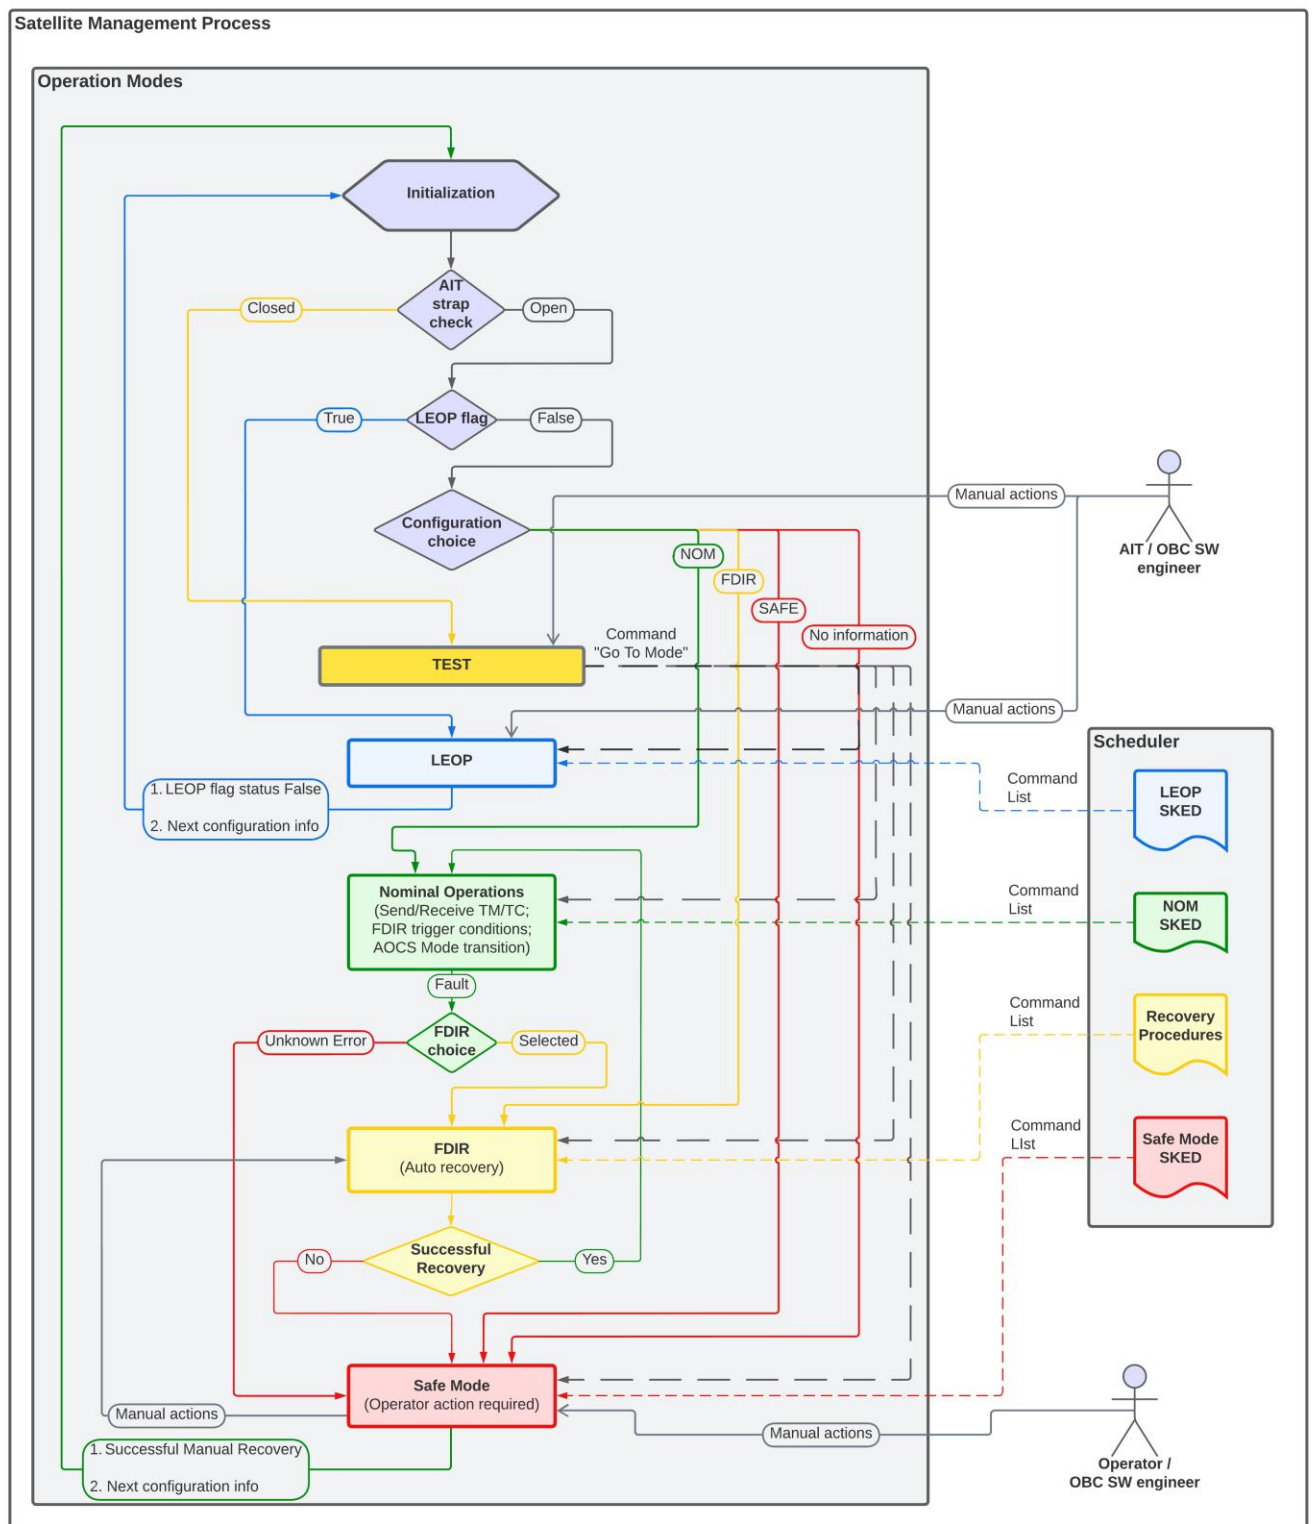 Satellite Management Process
Operation Modes
Initialization
AIT
strap
check
Closed
Open
LEOP flag
True
False
Configuration
choice
Manual actions
AIT / OBC SW
engineer
NOM
FDIR
SAFE
No information
Command
"Go To Mode"
TEST
Manual actions
LEOP
1. LEOP flag status False
2. Next configuration info
Scheduler
Command
List
LEOP
SKED
Nominal Operations
(Send/Receive TM/TC;
FDIR trigger conditions;
AOCS Mode transition)
Command
List
NOM
SKED
Fault
FDIR
choice
Unknown Error
Selected
Command
List
Recovery
Procedures
FDIR
(Auto recovery)
Command
LIst
Safe Mode
SKED
Successful
Recovery
No
Yes
Safe Mode
(Operator action required)
Manual actions
Manual actions
1. Successful Manual Recovery
2. Next configuration info
Operator /
OBC SW engineer